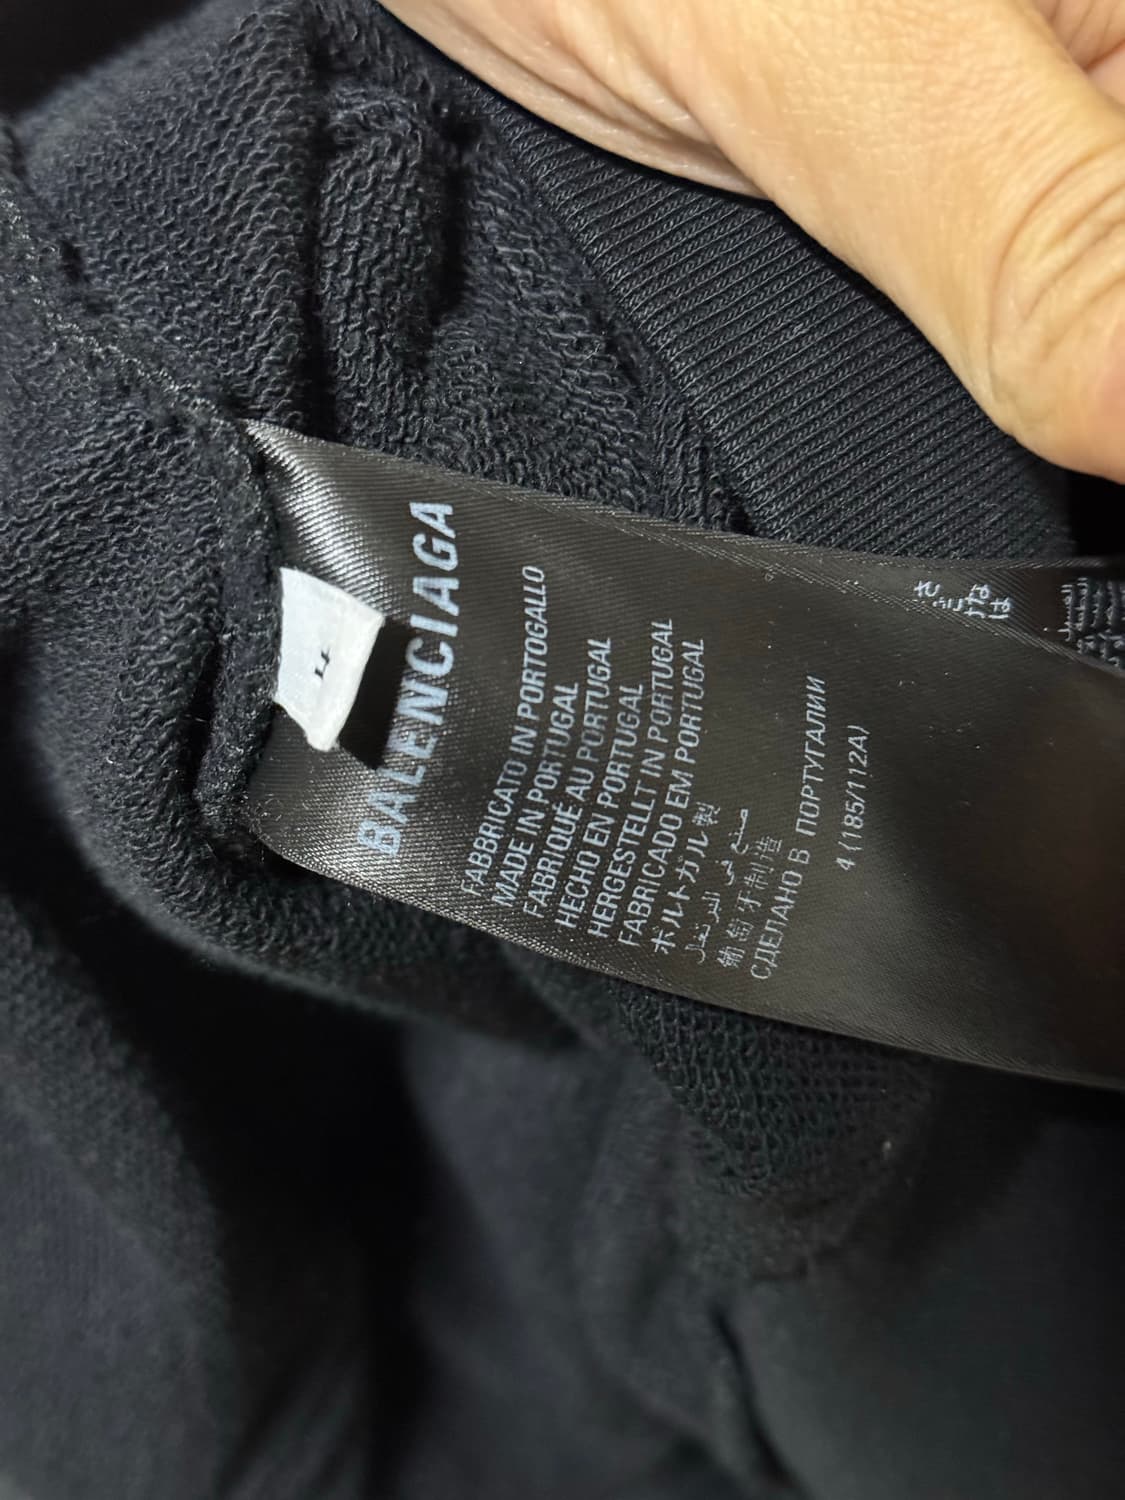 BALENCIAGA
FABBRICATO IN PORTOGALLO
MADE IN PORTUGAL
FABRIQUÉ AU PORTUGAL
HECHO EN PORTUGAL
HERGESTELLT IN PORTUGAL
FABRICADO EM PORTUGAL
ポルトガル製
صنع في البرتغال
葡萄牙制造
СДЕЛАНО В ПОРТУГАЛИИ
4 (185/112A)